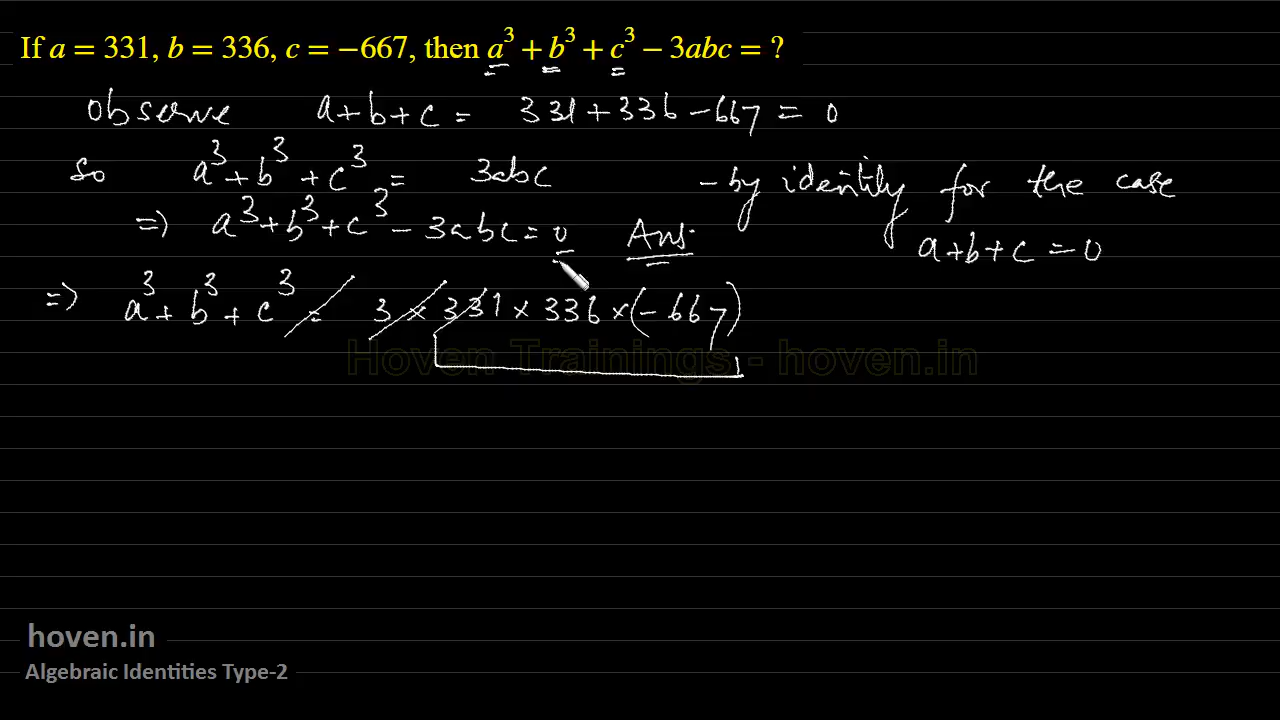 If a = 331, b = 336, c = −667, then a³ + b³ + c³ − 3abc = ?
observe a+b+c = 331+336−667 = 0
so a³+b³+c³ = 3abc − by identity for the case
a+b+c=0
=> a³+b³+c³−3abc=0 Ans.
=> a³+b³+c³ = 3×331×336×(−667)
Hoven Trainings - hoven.in
hoven.in
Algebraic Identities Type-2